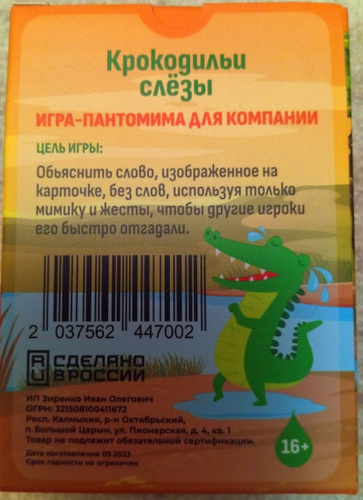 Крокодильи
слёзы
ИГРА-ПАНТОМИМА ДЛЯ КОМПАНИИ
ЦЕЛЬ ИГРЫ:
Объяснить слово, изображенное на
карточке, без слов, используя только
мимику и жесты, чтобы другие игроки
его быстро отгадали.
2 037562 447002
СДЕЛАНО
В РОССИИ
ИП Зиренко Иван Олегович
ОГРН: 321508100411672
Респ. Калмыкия, р-н Октябрьский,
п. Большой Царын, ул. Пионерская, д. 4, кв. 1
Товар не подлежит обязательной сертификации.
Дата изготовления 09.2023
Срок годности не ограничен
16+